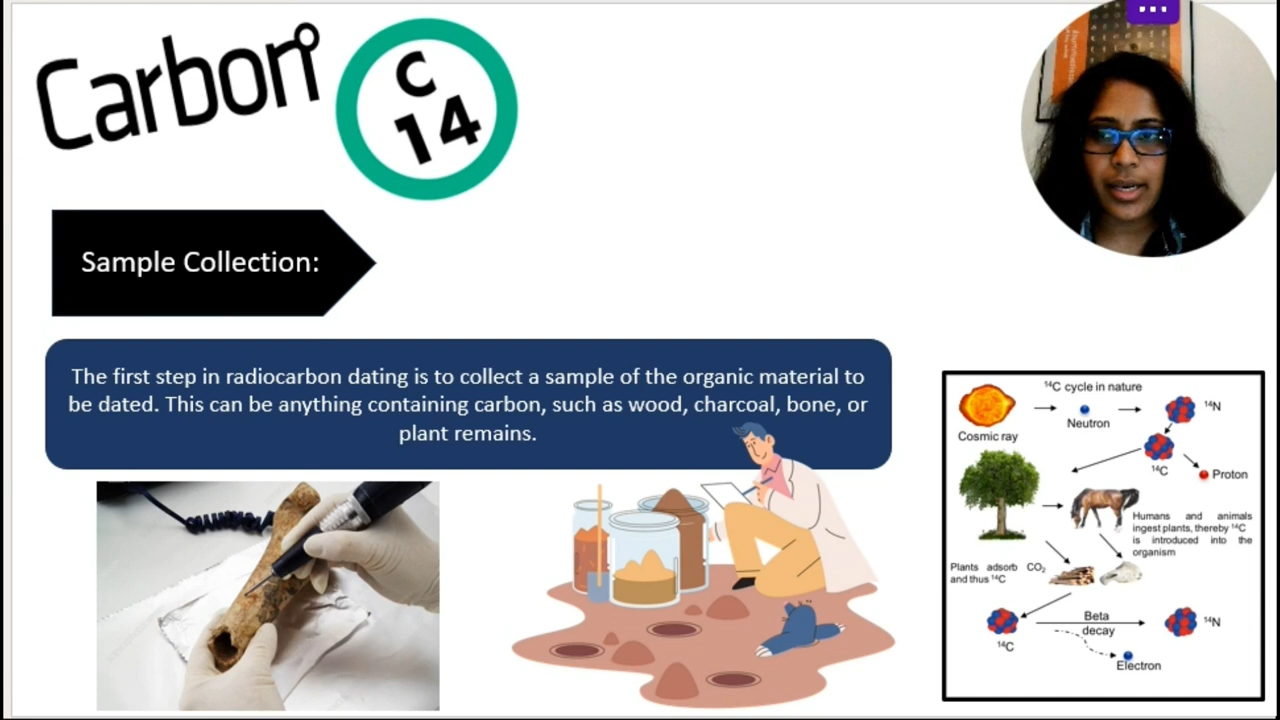 Carbon
C
14
Sample Collection:
The first step in radiocarbon dating is to collect a sample of the organic material to
be dated. This can be anything containing carbon, such as wood, charcoal, bone, or
plant remains.
¹⁴C cycle in nature
Cosmic ray
Neutron
¹⁴N
¹⁴C
Proton
Humans and animals
ingest plants, thereby ¹⁴C
is introduced into the
organism
Plants adsorb CO₂
and thus ¹⁴C
¹⁴C
Beta
decay
¹⁴N
Electron